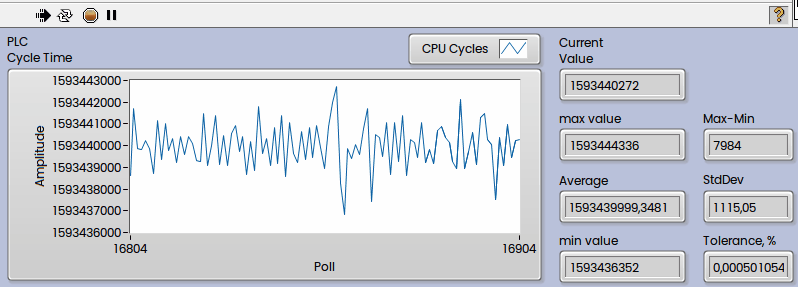 ?
PLC
Cycle Time
CPU Cycles
Amplitude
1593443000
1593442000
1593441000
1593440000
1593439000
1593438000
1593437000
1593436000
16804
16904
Poll
Current
Value
1593440272
max value
1593444336
Max-Min
7984
Average
1593439999,3481
StdDev
1115,05
min value
1593436352
Tolerance, %
0,000501054